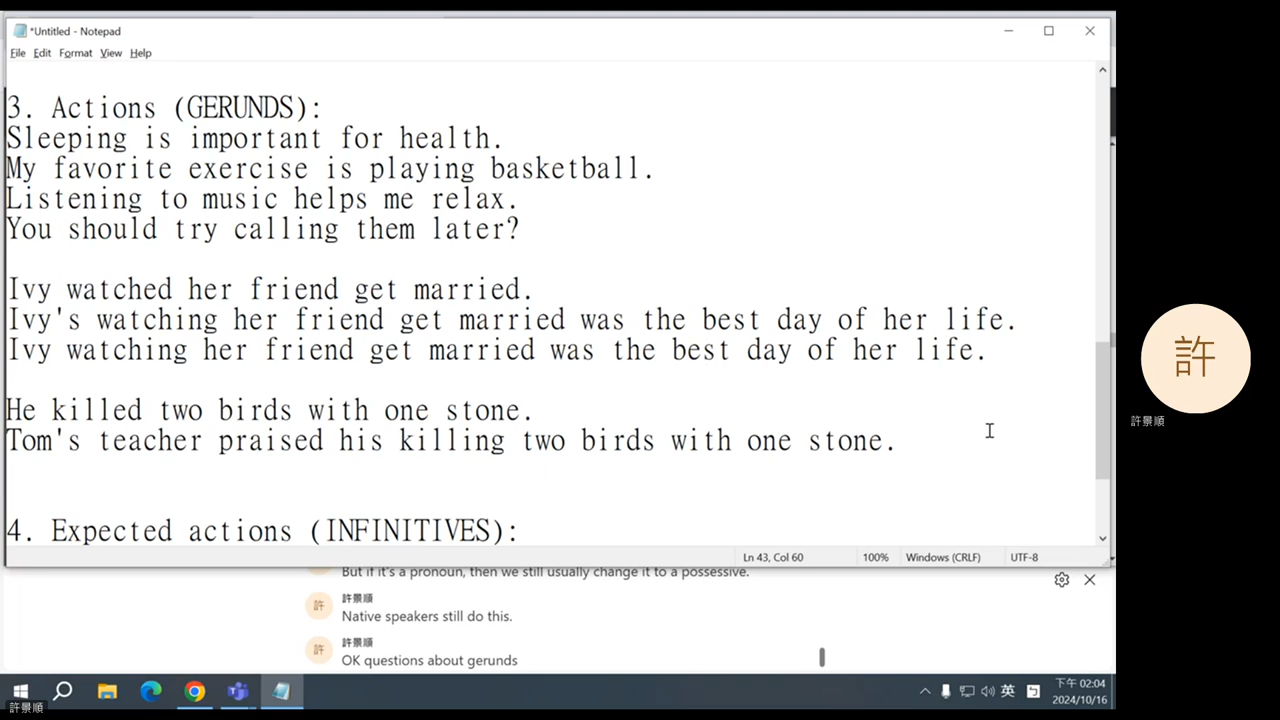 *Untitled - Notepad
File Edit Format View Help
3. Actions (GERUNDS):
Sleeping is important for health.
My favorite exercise is playing basketball.
Listening to music helps me relax.
You should try calling them later?
Ivy watched her friend get married.
Ivy's watching her friend get married was the best day of her life.
Ivy watching her friend get married was the best day of her life.
He killed two birds with one stone.
Tom's teacher praised his killing two birds with one stone.
4. Expected actions (INFINITIVES):
Ln 43, Col 60 100% Windows (CRLF) UTF-8
But if it's a pronoun, then we still usually change it to a possessive.
許 許景順
Native speakers still do this.
許 許景順
OK questions about gerunds
許
許景順
英
下午 02:04
2024/10/16
許景順